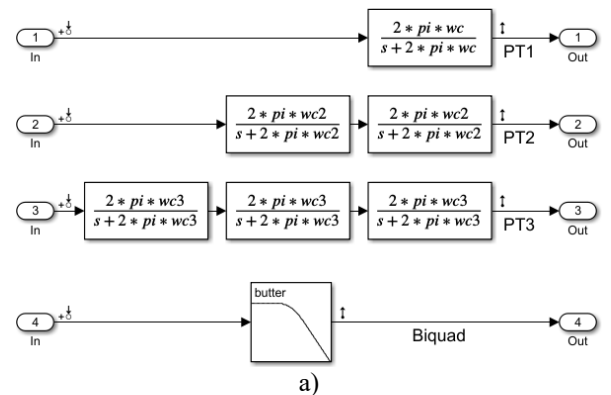 1 2 * pi * wc 1
In s + 2 * pi * wc PT1 Out
2 2 * pi * wc2 2 * pi * wc2 2
In s + 2 * pi * wc2 s + 2 * pi * wc2 PT2 Out
3 2 * pi * wc3 2 * pi * wc3 2 * pi * wc3 3
In s + 2 * pi * wc3 s + 2 * pi * wc3 s + 2 * pi * wc3 PT3 Out
butter
4 4
In Biquad Out
a)